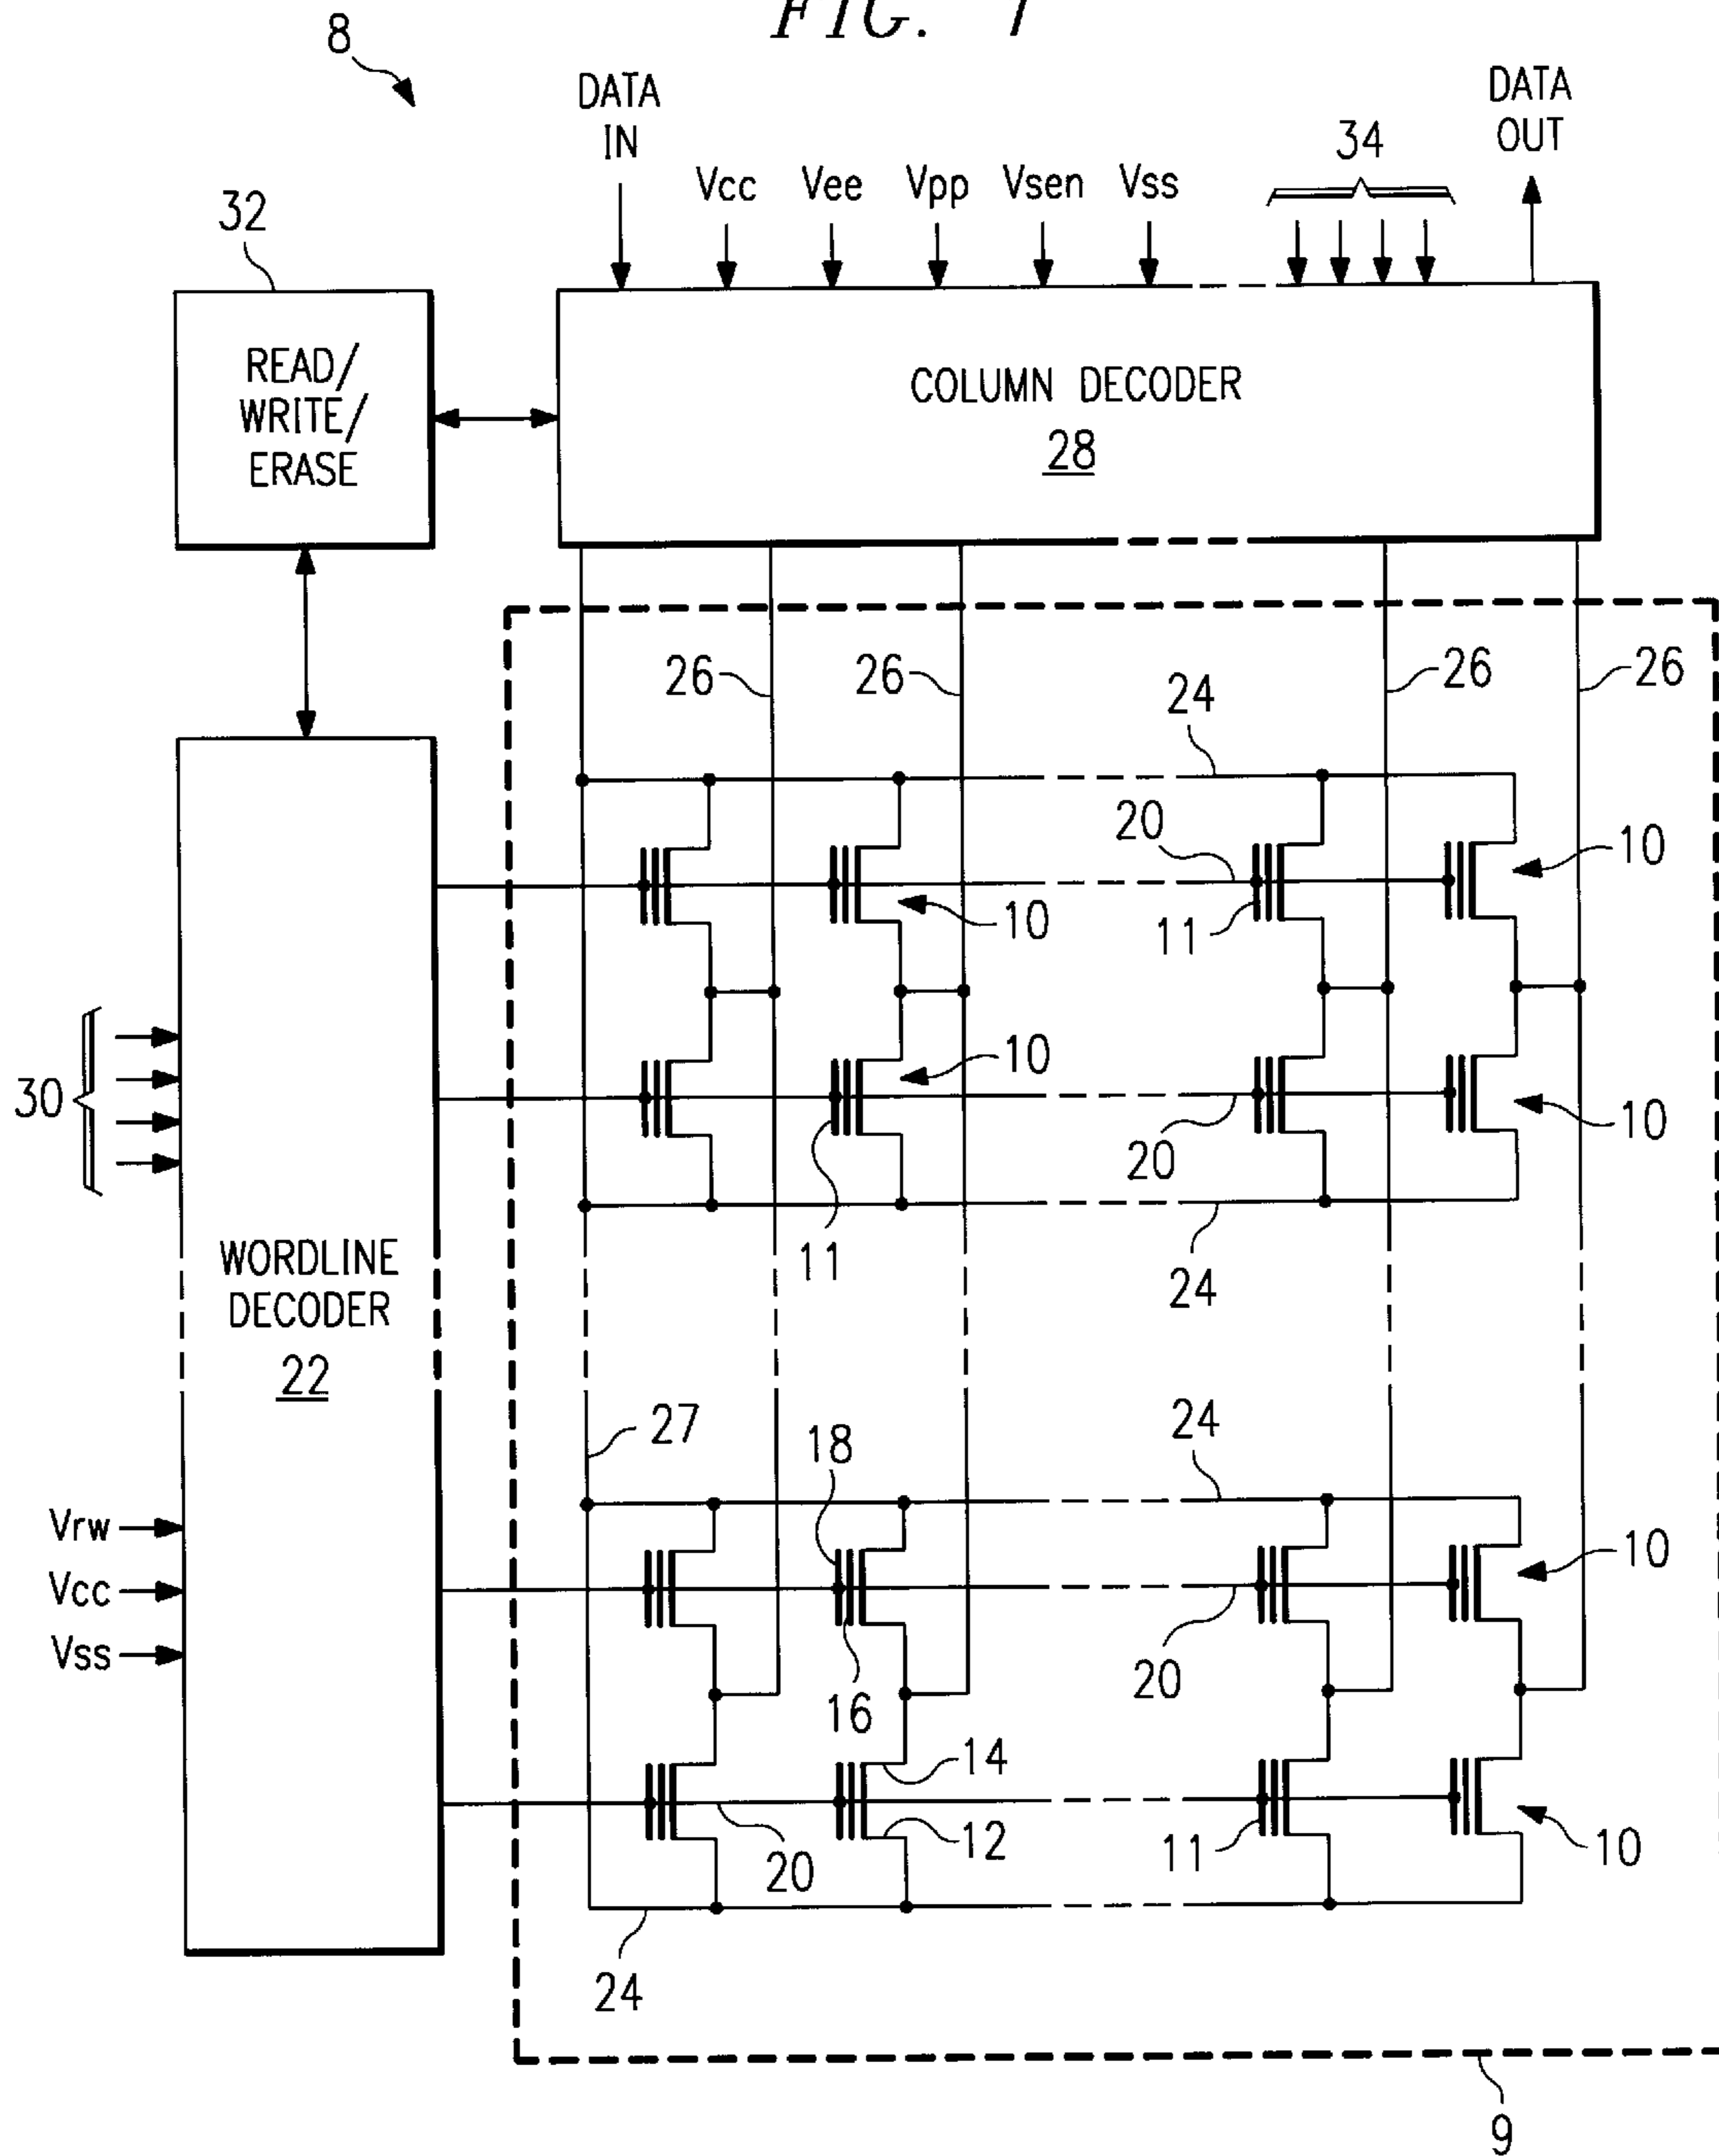 FIG. 1
8
DATA
IN
DATA
OUT
34
Vcc
Vee
Vpp
Vsen
Vss
32
READ/
WRITE/
ERASE
COLUMN DECODER
28
26
26
26
26
24
20
10
10
11
10
10
30
20
11
24
WORDLINE
DECODER
22
27
18
24
Vrw
Vcc
Vss
10
16
20
14
12
20
11
10
24
9